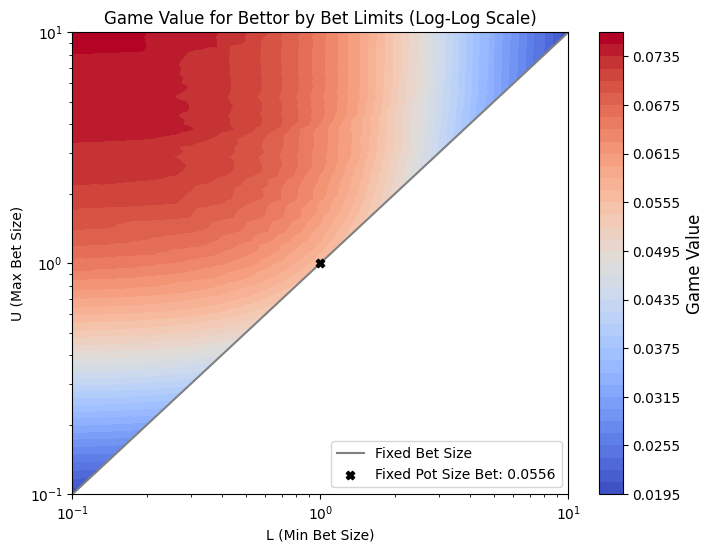 Game Value for Bettor by Bet Limits (Log-Log Scale)
10¹
10⁰
10⁻¹
U (Max Bet Size)
10⁻¹
10⁰
10¹
L (Min Bet Size)
Fixed Bet Size
Fixed Pot Size Bet: 0.0556
0.0735
0.0675
0.0615
0.0555
0.0495
0.0435
0.0375
0.0315
0.0255
0.0195
Game Value